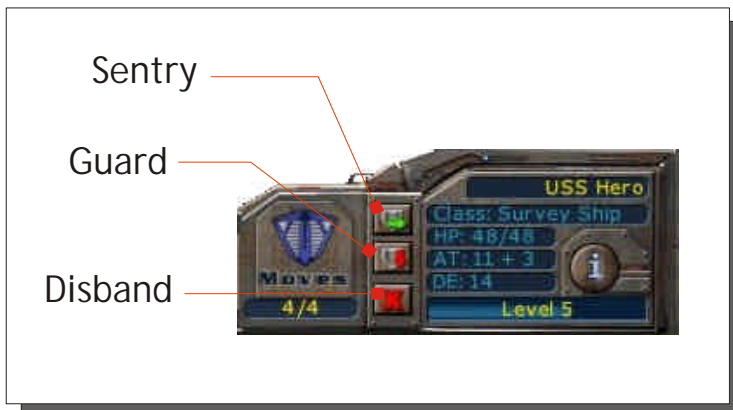 Sentry
Guard
Disband
Moves
4/4
USS Hero
Class: Survey Ship
HP: 48/48
AT: 11 + 3
DE: 14
i
Level 5